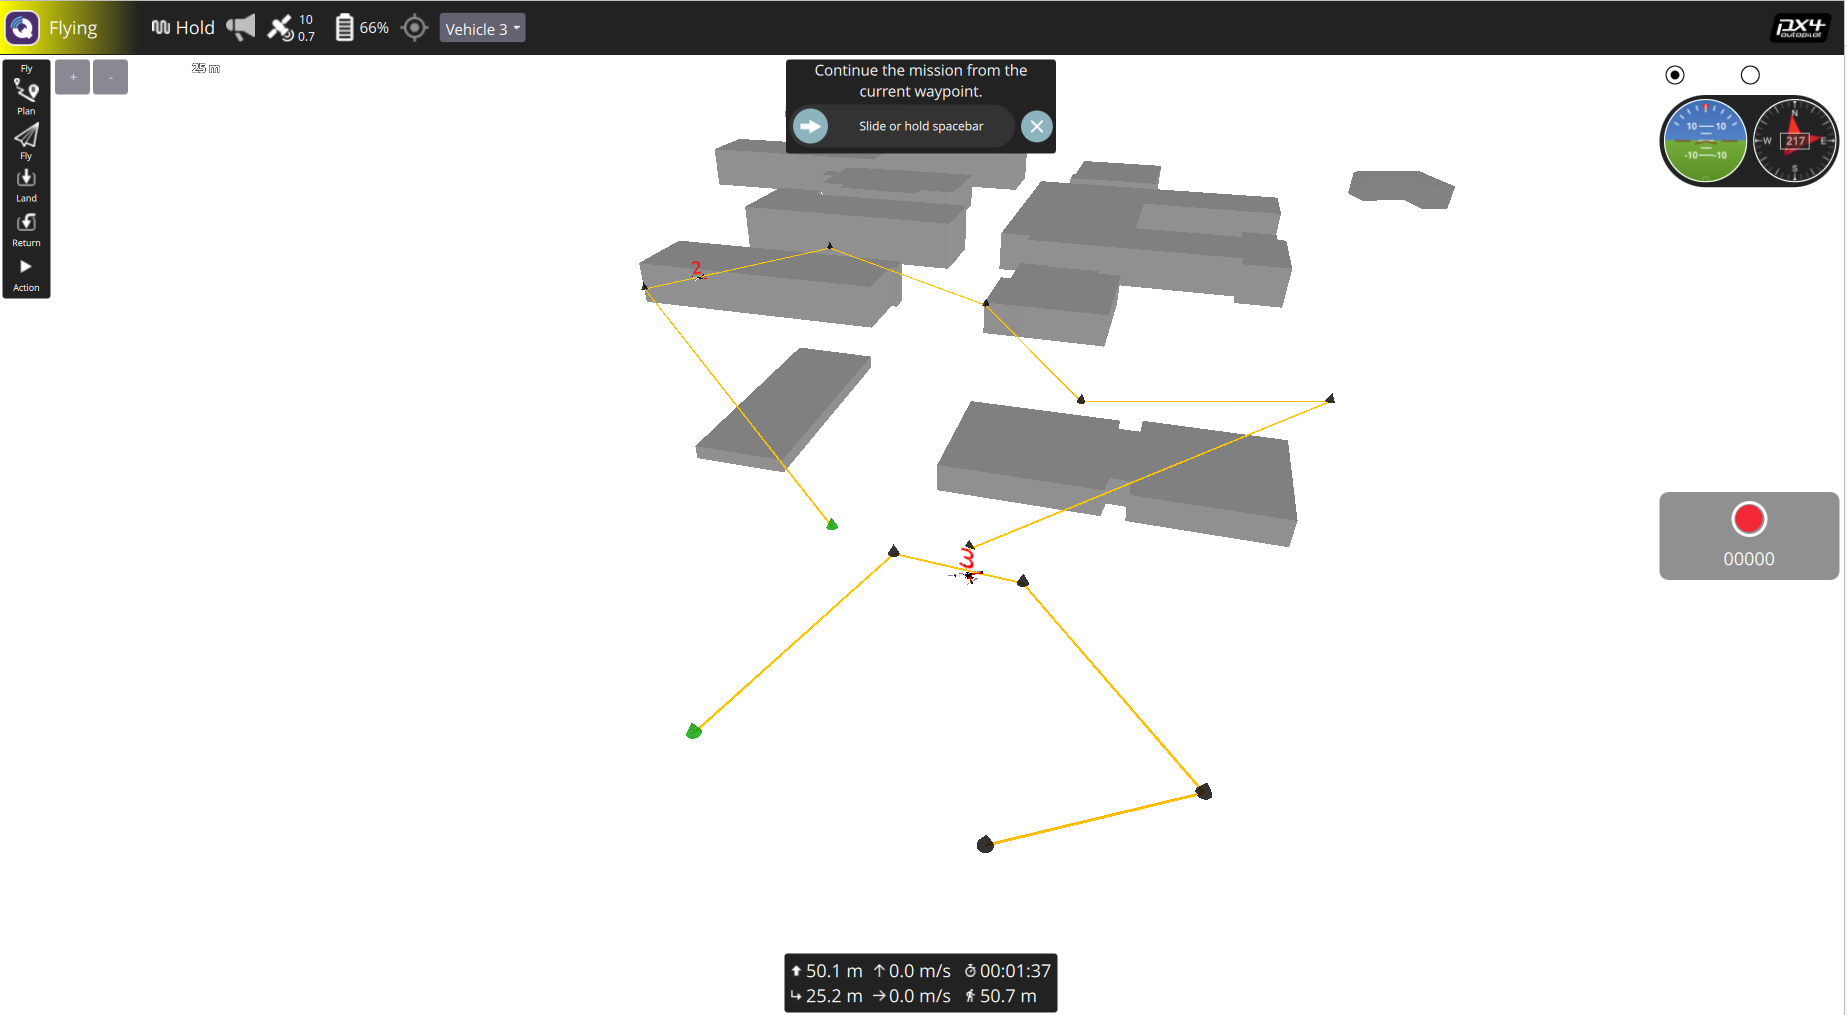 Flying
Hold
10
0.7
66%
Vehicle 3
PX4
autopilot
Fly
Plan
Fly
Land
Return
Action
+
-
25 m
Continue the mission from the
current waypoint.
Slide or hold spacebar
10 10
-10 10
N
W 217 E
S
2
3
00000
50.1 m 0.0 m/s 00:01:37
25.2 m 0.0 m/s 50.7 m